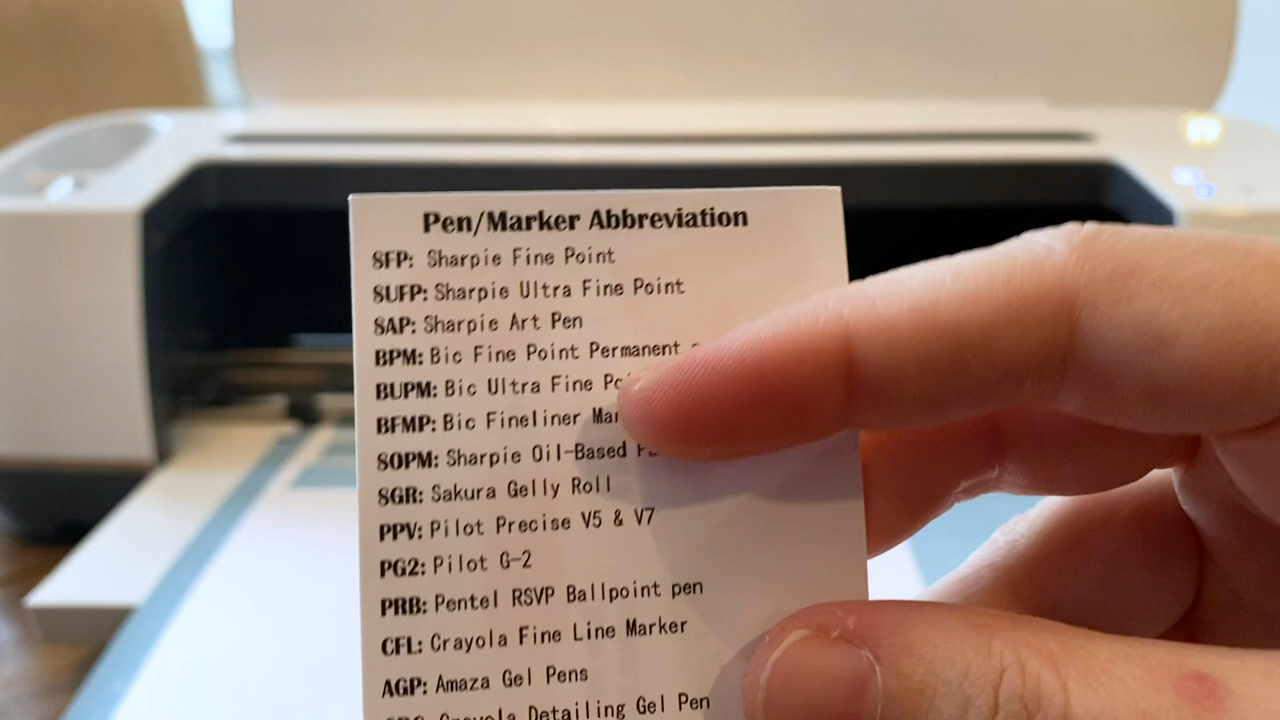 Pen/Marker Abbreviation
SFP: Sharpie Fine Point
SUFP: Sharpie Ultra Fine Point
SAP: Sharpie Art Pen
BPM: Bic Fine Point Permanent
BUPM: Bic Ultra Fine
BFMP: Bic Fineliner
SOPM: Sharpie Oil-Based
SGR: Sakura Gelly Roll
PPV: Pilot Precise V5 & V7
PG2: Pilot G-2
PRB: Pentel RSVP Ballpoint pen
CFL: Crayola Fine Line Marker
AGP: Amaza Gel Pens
Crayola Detailing Gel Pen